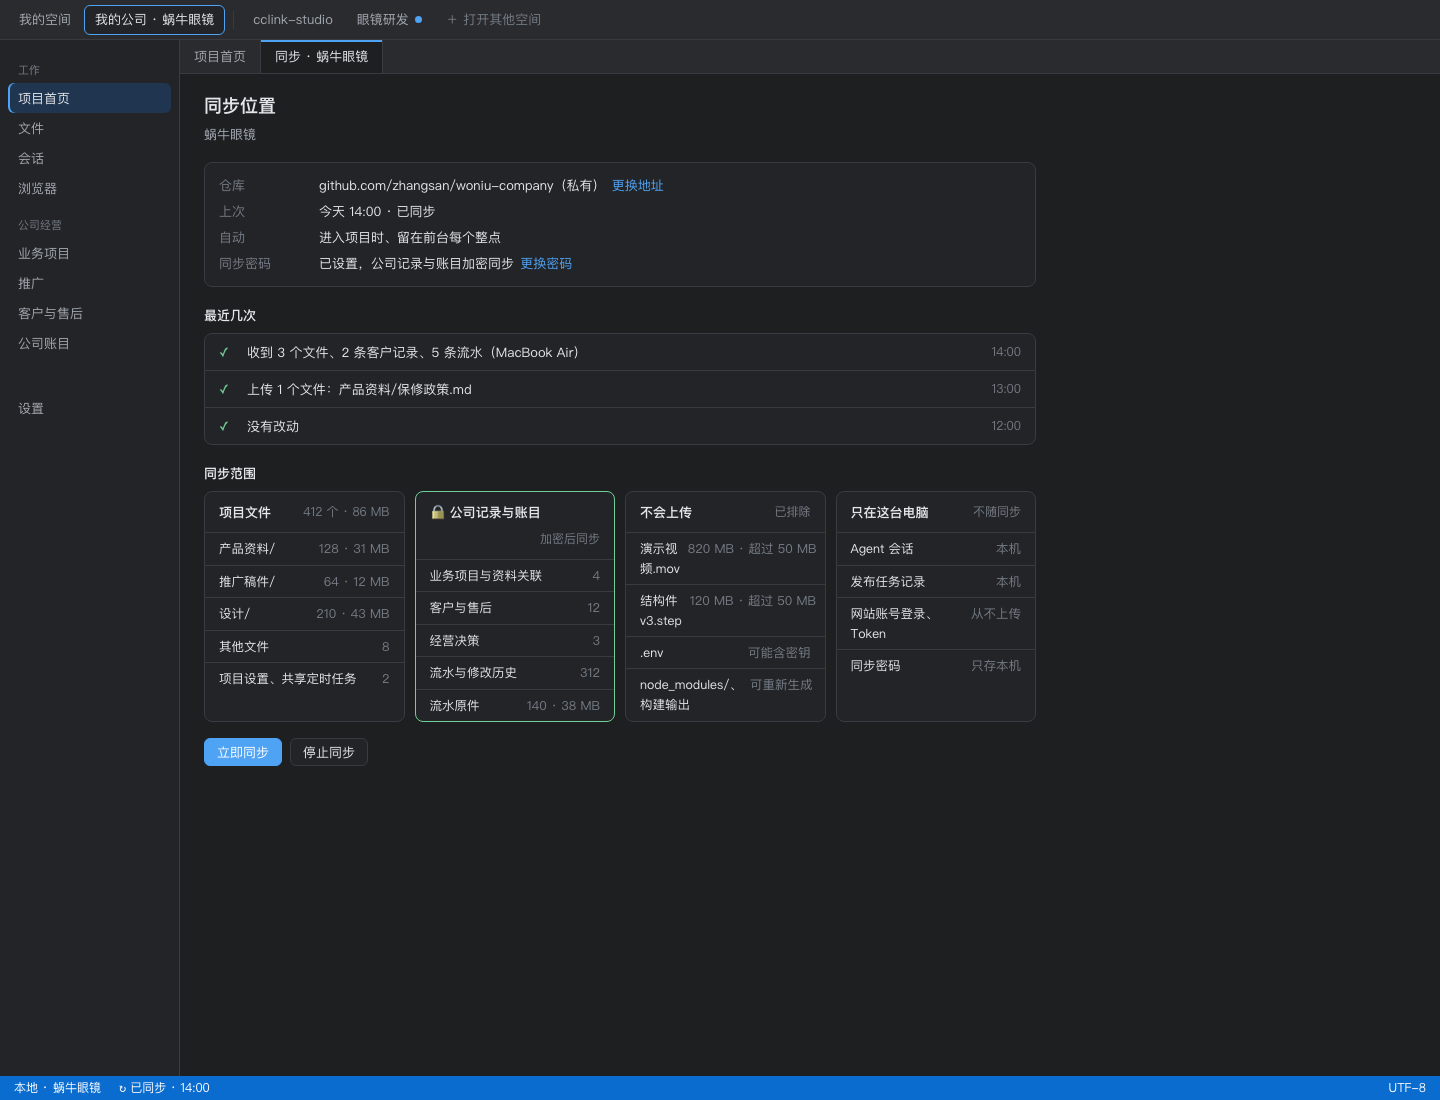 我的空间 我的公司 · 蜗牛眼镜 cclink-studio 眼镜研发 + 打开其他空间
工作
项目首页
文件
会话
浏览器
公司经营
业务项目
推广
客户与售后
公司账目
设置
项目首页 同步 · 蜗牛眼镜
同步位置
蜗牛眼镜
仓库 github.com/zhangsan/woniu-company（私有） 更换地址
上次 今天 14:00 · 已同步
自动 进入项目时、留在前台每个整点
同步密码 已设置，公司记录与账目加密同步 更换密码
最近几次
✓ 收到 3 个文件、2 条客户记录、5 条流水（MacBook Air） 14:00
✓ 上传 1 个文件：产品资料/保修政策.md 13:00
✓ 没有改动 12:00
同步范围
项目文件 412 个 · 86 MB
产品资料/ 128 · 31 MB
推广稿件/ 64 · 12 MB
设计/ 210 · 43 MB
其他文件 8
项目设置、共享定时任务 2
🔒 公司记录与账目
加密后同步
业务项目与资料关联 4
客户与售后 12
经营决策 3
流水与修改历史 312
流水原件 140 · 38 MB
不会上传 已排除
演示视 820 MB · 超过 50 MB
频.mov
结构件 120 MB · 超过 50 MB
v3.step
.env 可能含密钥
node_modules/、 可重新生成
构建输出
只在这台电脑 不随同步
Agent 会话 本机
发布任务记录 本机
网站账号登录、 从不上传
Token
同步密码 只存本机
立即同步 停止同步
本地 · 蜗牛眼镜 ↻ 已同步 · 14:00 UTF-8